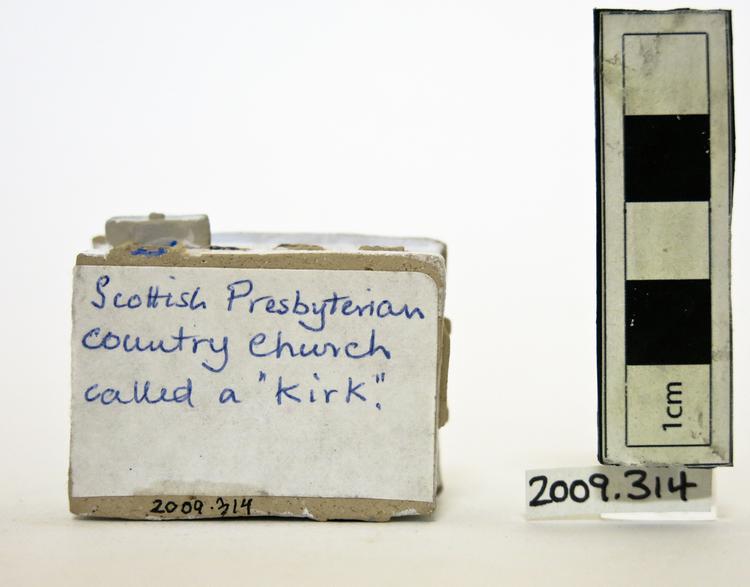 Scottish Presbyterian
country church
called a "Kirk".
2009.314
1cm
2009.314